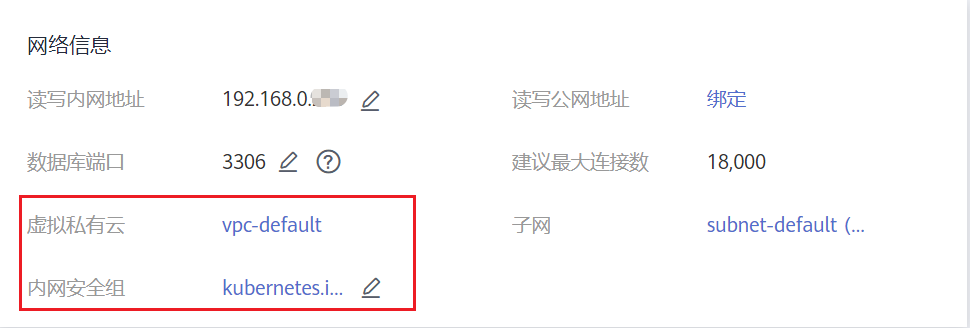 网络信息
读写内网地址 192.168.0. 读写公网地址 绑定
数据库端口 3306 建议最大连接数 18,000
虚拟私有云 vpc-default 子网 subnet-default (...
内网安全组 kubernetes.i...